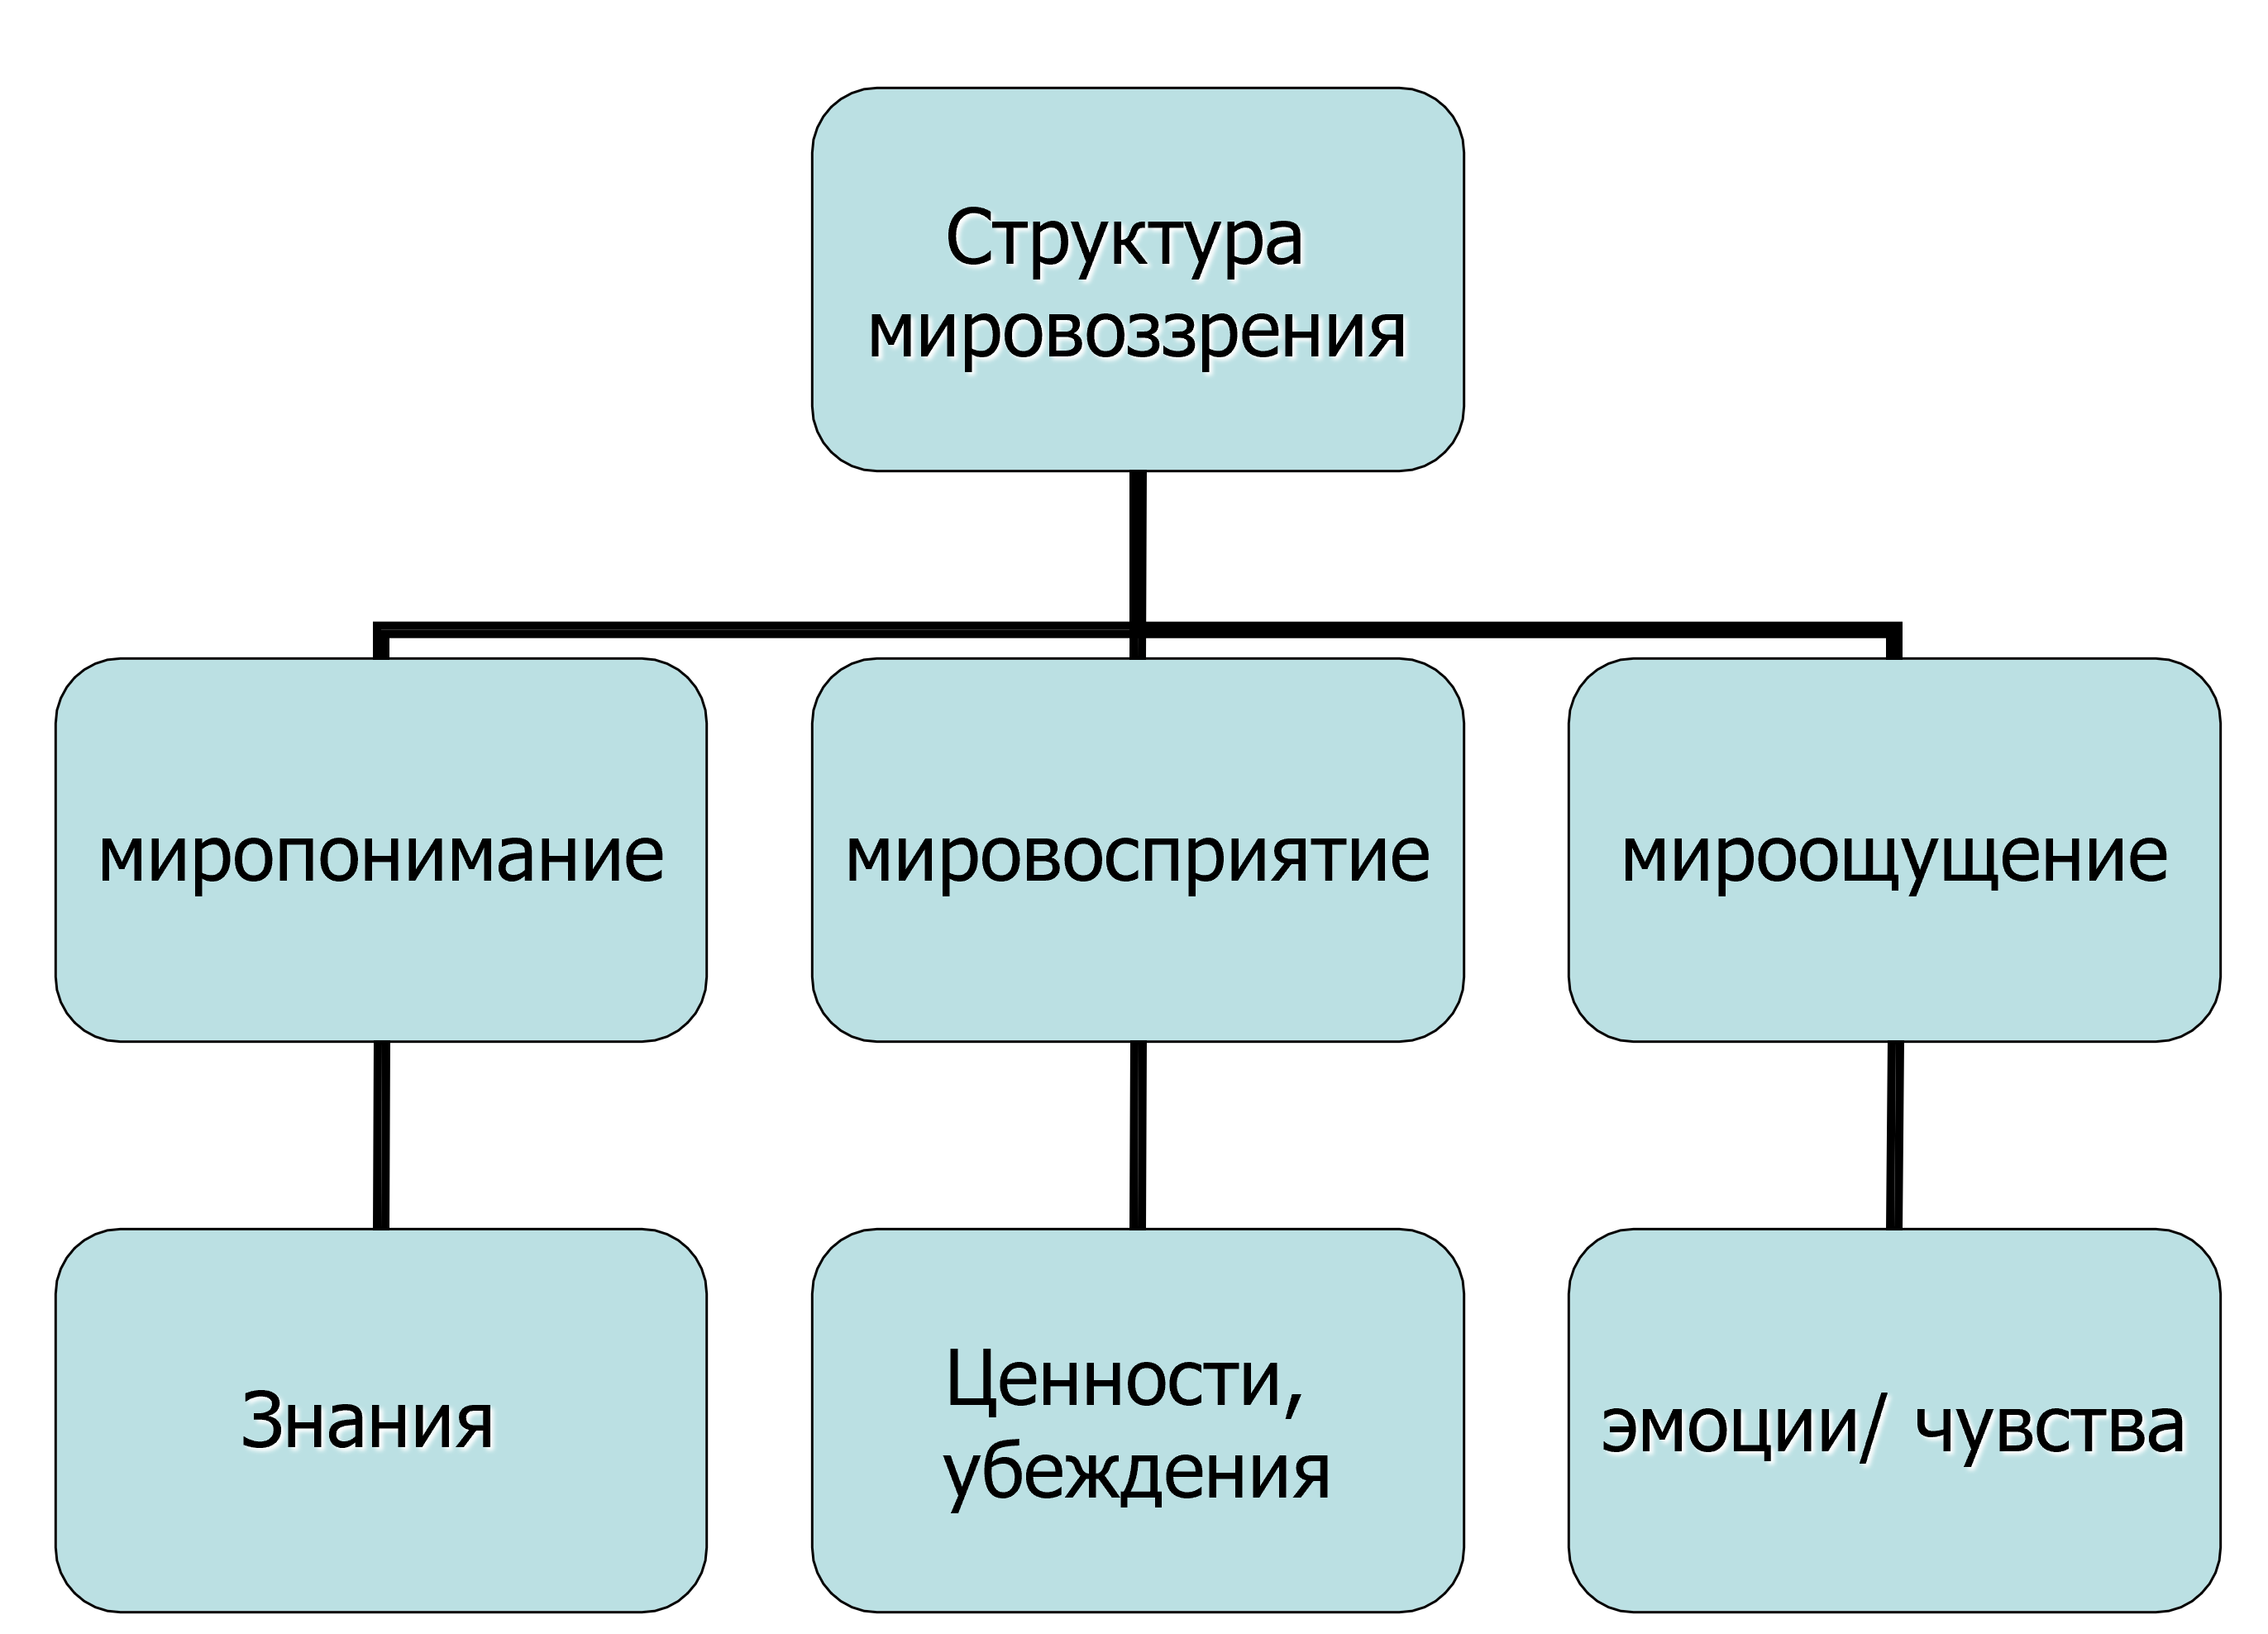 Структура
мировоззрения
миропонимание
мировосприятие
мироощущение
Знания
Ценности,
убеждения
эмоции/ чувства